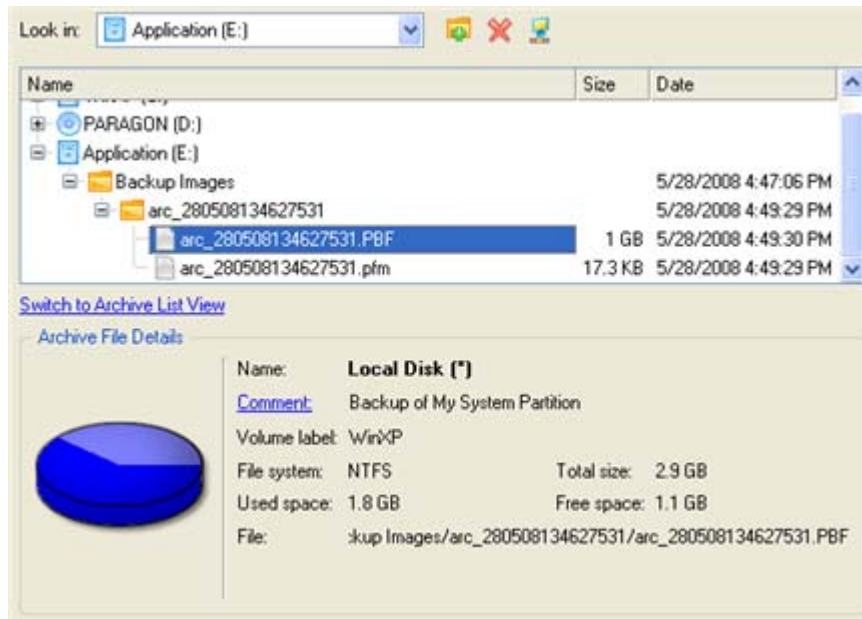 Look in: Application (E:)
Name Size Date
PARAGON (D:)
Application (E:)
Backup Images 5/28/2008 4:47:06 PM
arc_280508134627531 5/28/2008 4:49:29 PM
arc_280508134627531.PBF 1 GB 5/28/2008 4:49:30 PM
arc_280508134627531.pfm 17.3 KB 5/28/2008 4:49:29 PM
Switch to Archive List View
Archive File Details
Name: Local Disk (*)
Comment: Backup of My System Partition
Volume label: WinXP
File system: NTFS Total size: 2.9 GB
Used space: 1.8 GB Free space: 1.1 GB
File: kup Images/arc_280508134627531/arc_280508134627531.PBF